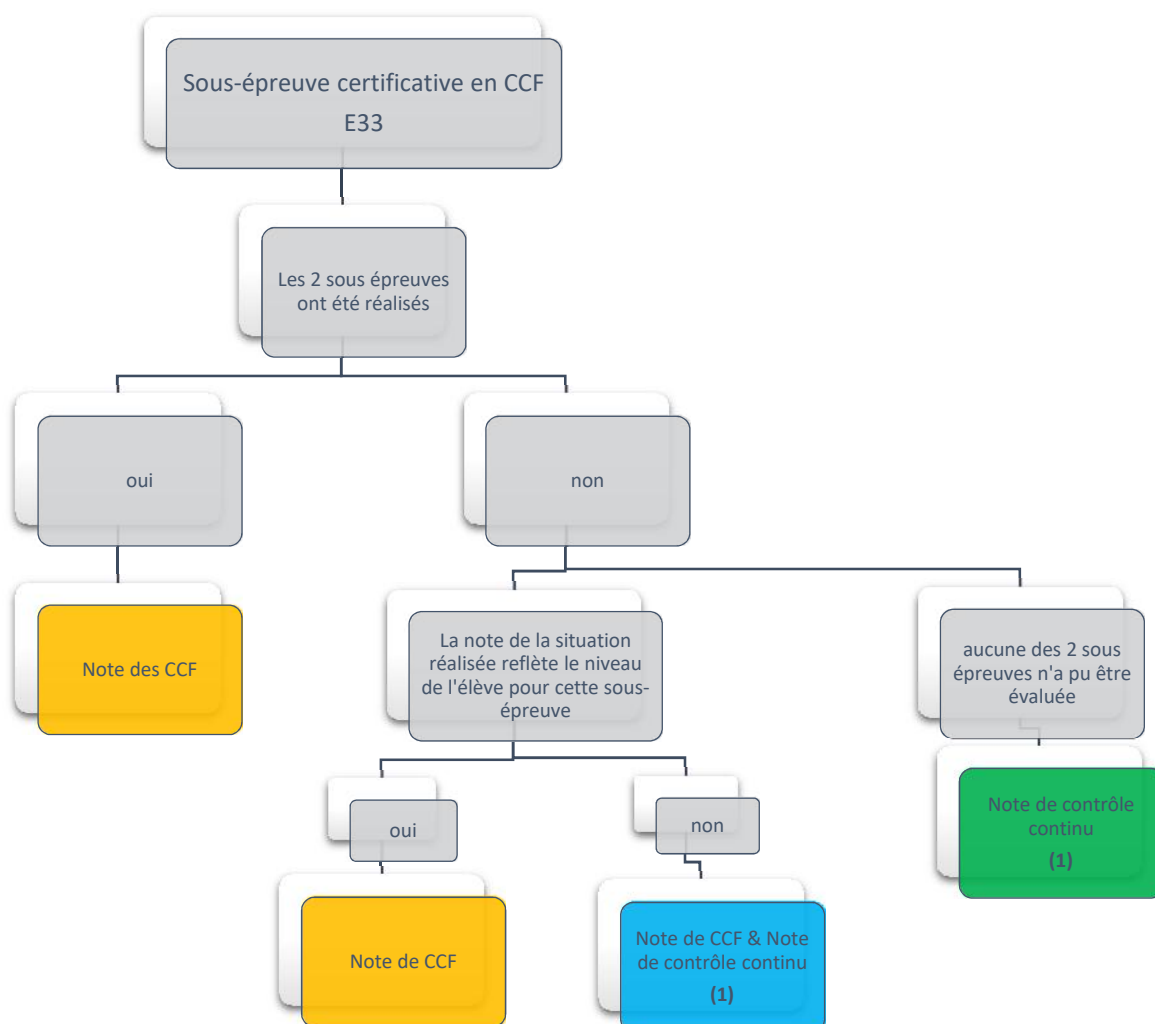 Sous-épreuve certificative en CCF
E33
Les 2 sous épreuves
ont été réalisés
oui
non
Note des CCF
La note de la situation
réalisée reflète le niveau
de l'élève pour cette sous-
épreuve
aucune des 2 sous
épreuves n'a pu être
évaluée
oui
non
Note de contrôle
continu
(1)
Note de CCF
Note de CCF & Note
de contrôle continu
(1)